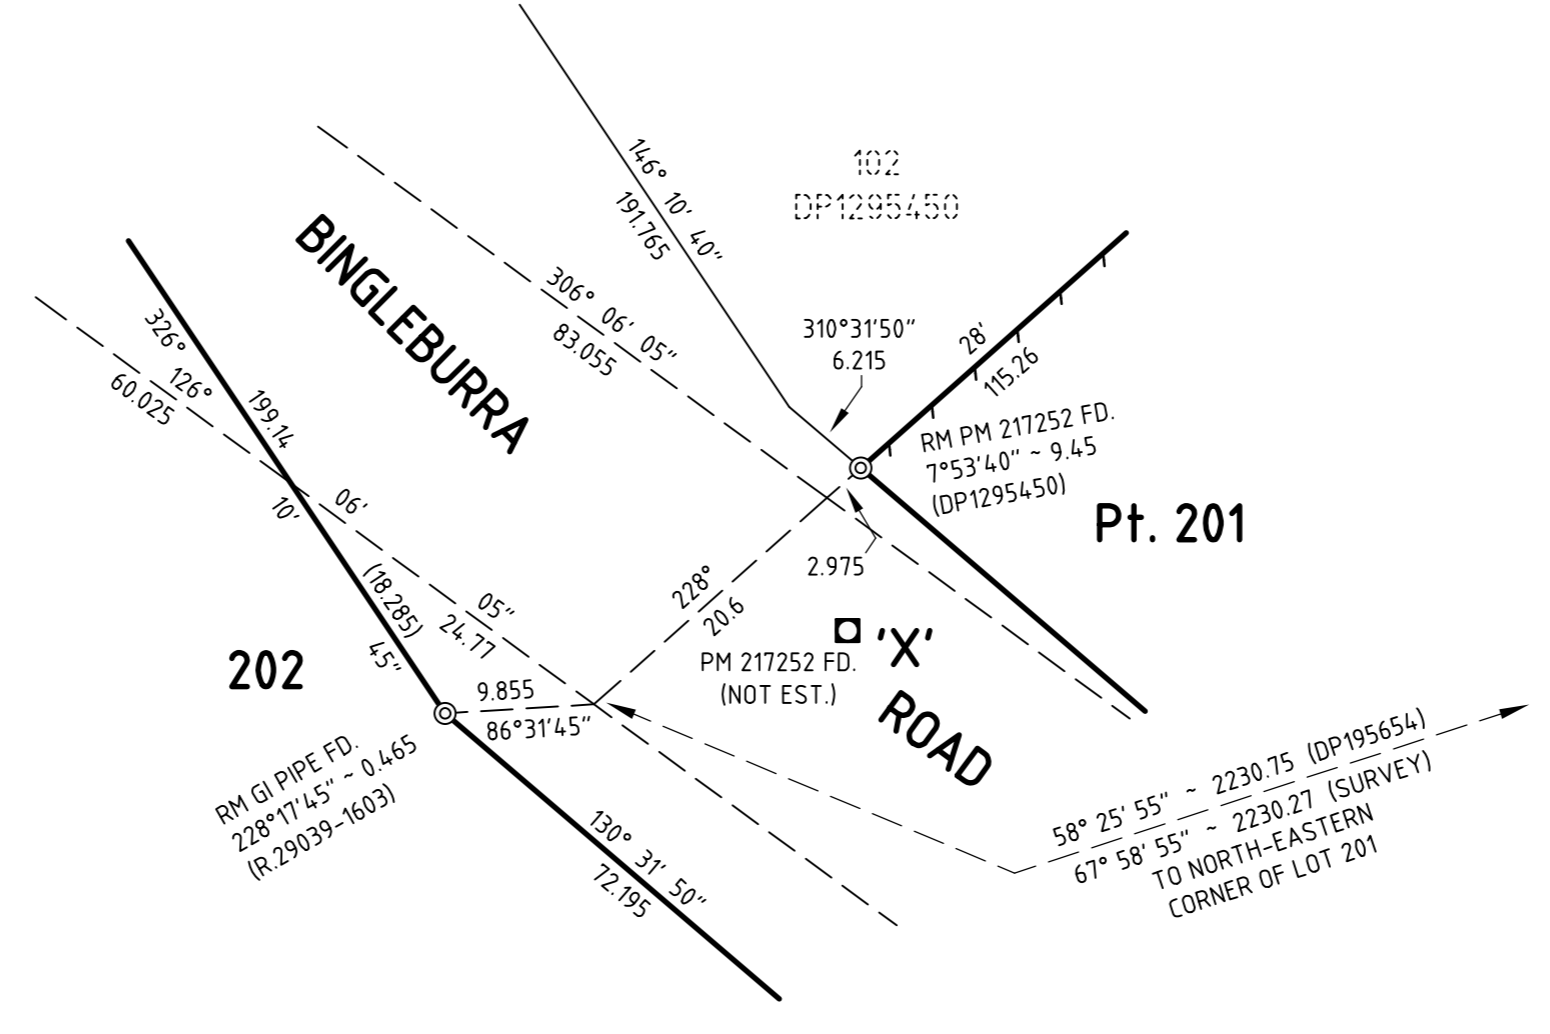 102
DP1295450
146° 10' 40"
191.765
BINGLEBURRA
306° 06' 05"
83.055
310°31'50"
6.215
28'
115.26
326° 10' 45"
199.14
(18.285)
126° 06' 05"
60.025
24.77
RM PM 217252 FD.
7°53'40" ~ 9.45
(DP1295450)
Pt. 201
2.975
228°
20.6
'X'
PM 217252 FD.
(NOT EST.)
ROAD
202
9.855
86°31'45"
RM GI PIPE FD.
228°17'45" ~ 0.465
(R.29039-1603)
130° 31' 50"
72.195
58° 25' 55" ~ 2230.75 (DP195654)
67° 58' 55" ~ 2230.27 (SURVEY)
TO NORTH-EASTERN
CORNER OF LOT 201